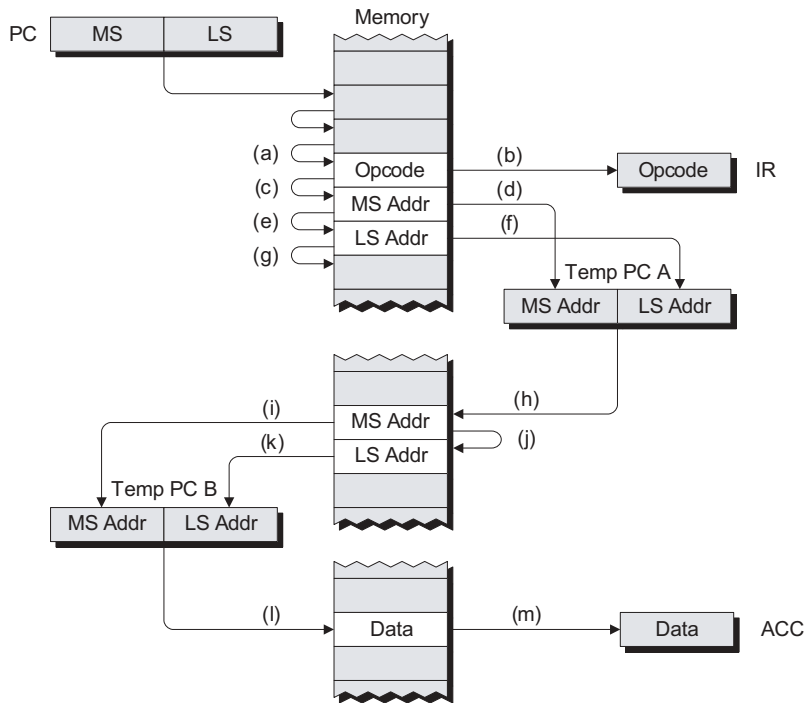 Memory
PC MS LS
(a) Opcode (b) Opcode IR
(c) MS Addr (d)
(e) LS Addr (f)
(g)
Temp PC A
MS Addr LS Addr
(h)
(i) MS Addr
(j)
(k) LS Addr
Temp PC B
MS Addr LS Addr
(l) Data (m) Data ACC